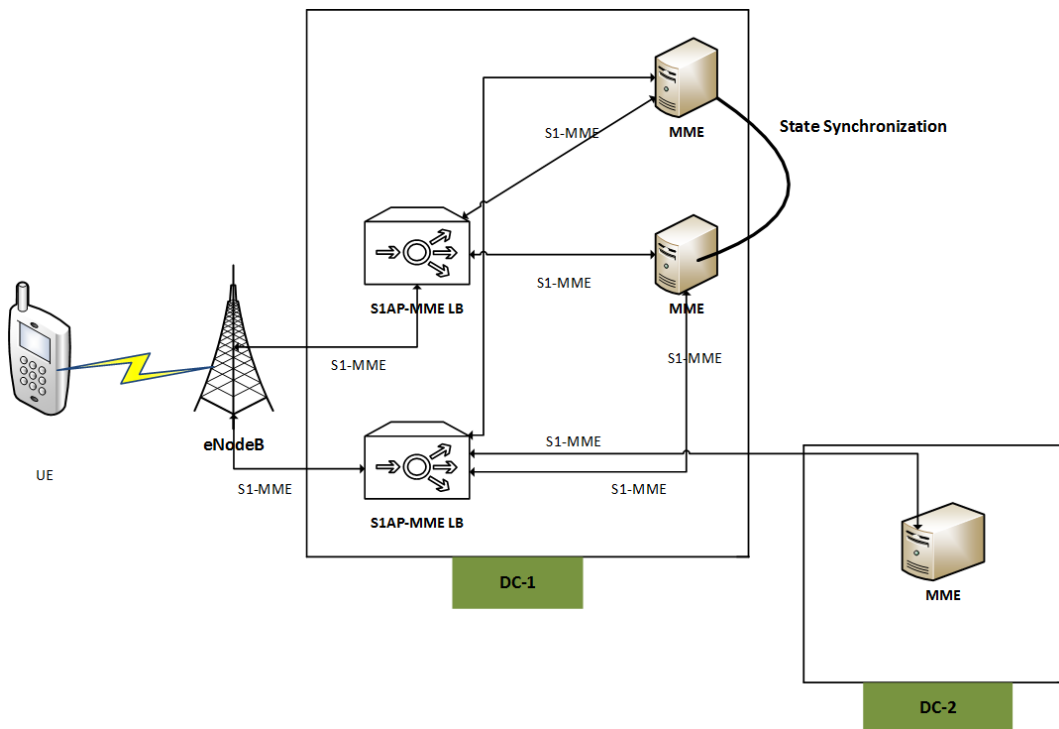 MME
State Synchronization
S1-MME
S1-MME
MME
S1AP-MME LB
S1-MME
S1-MME
eNodeB
S1-MME
UE
S1-MME
S1-MME
S1AP-MME LB
DC-1
MME
DC-2